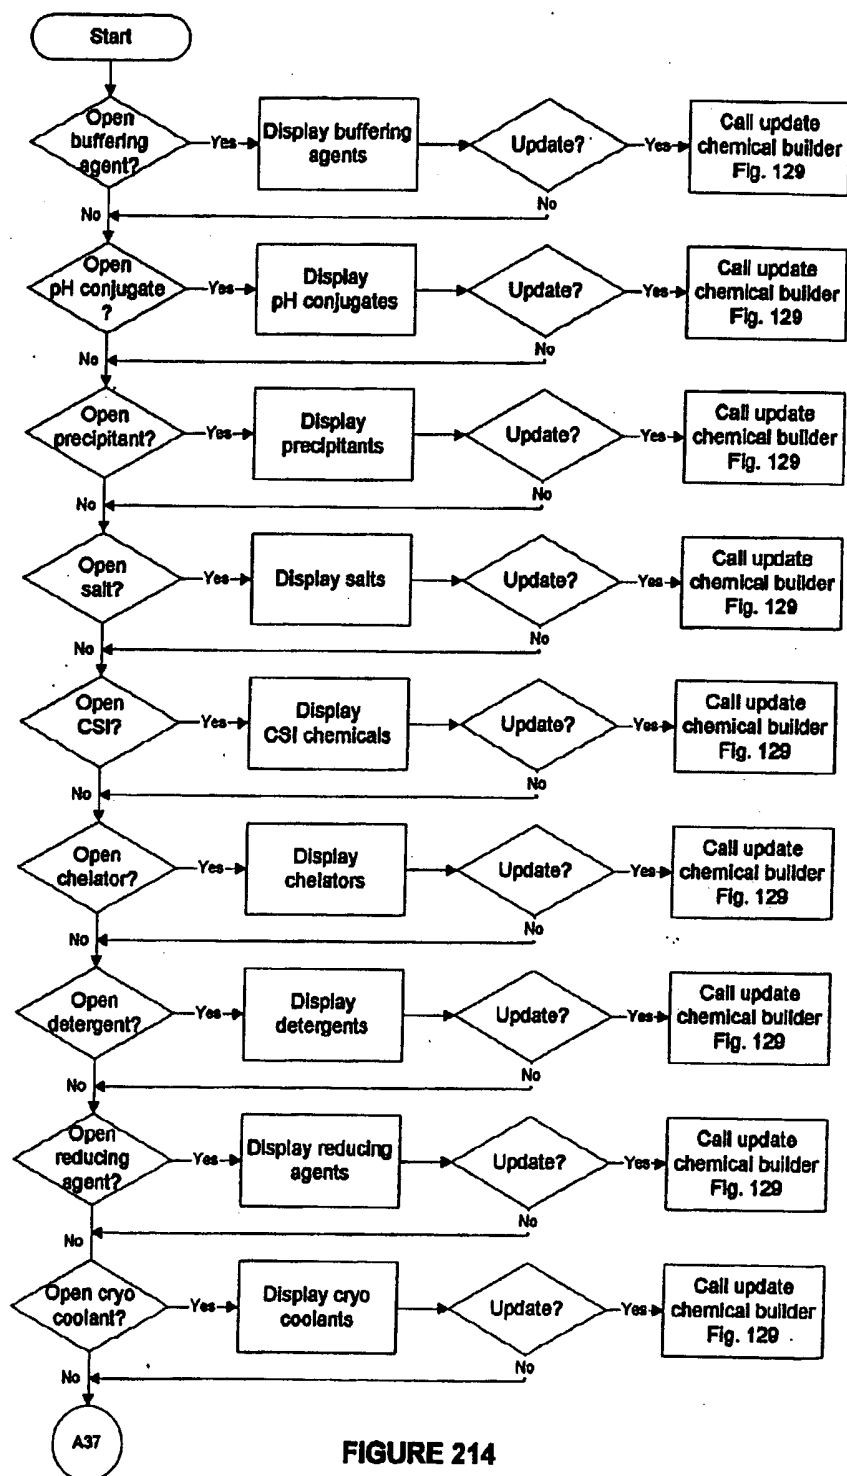 Start
Open
buffering
agent?
Yes
Display buffering
agents
Update?
Yes
Call update
chemical builder
Fig. 129
No
No
Open
pH conjugate
?
Yes
Display
pH conjugates
Update?
Yes
Call update
chemical builder
Fig. 129
No
No
Open
precipitant?
Yes
Display
precipitants
Update?
Yes
Call update
chemical builder
Fig. 129
No
No
Open
salt?
Yes
Display salts
Update?
Yes
Call update
chemical builder
Fig. 129
No
No
Open
CSI?
Yes
Display
CSI chemicals
Update?
Yes
Call update
chemical builder
Fig. 129
No
No
Open
chelator?
Yes
Display
chelators
Update?
Yes
Call update
chemical builder
Fig. 129
No
No
Open
detergent?
Yes
Display
detergents
Update?
Yes
Call update
chemical builder
Fig. 129
No
No
Open
reducing
agent?
Yes
Display reducing
agents
Update?
Yes
Call update
chemical builder
Fig. 129
No
No
Open cryo
coolant?
Yes
Display cryo
coolants
Update?
Yes
Call update
chemical builder
Fig. 129
No
No
A37
FIGURE 214